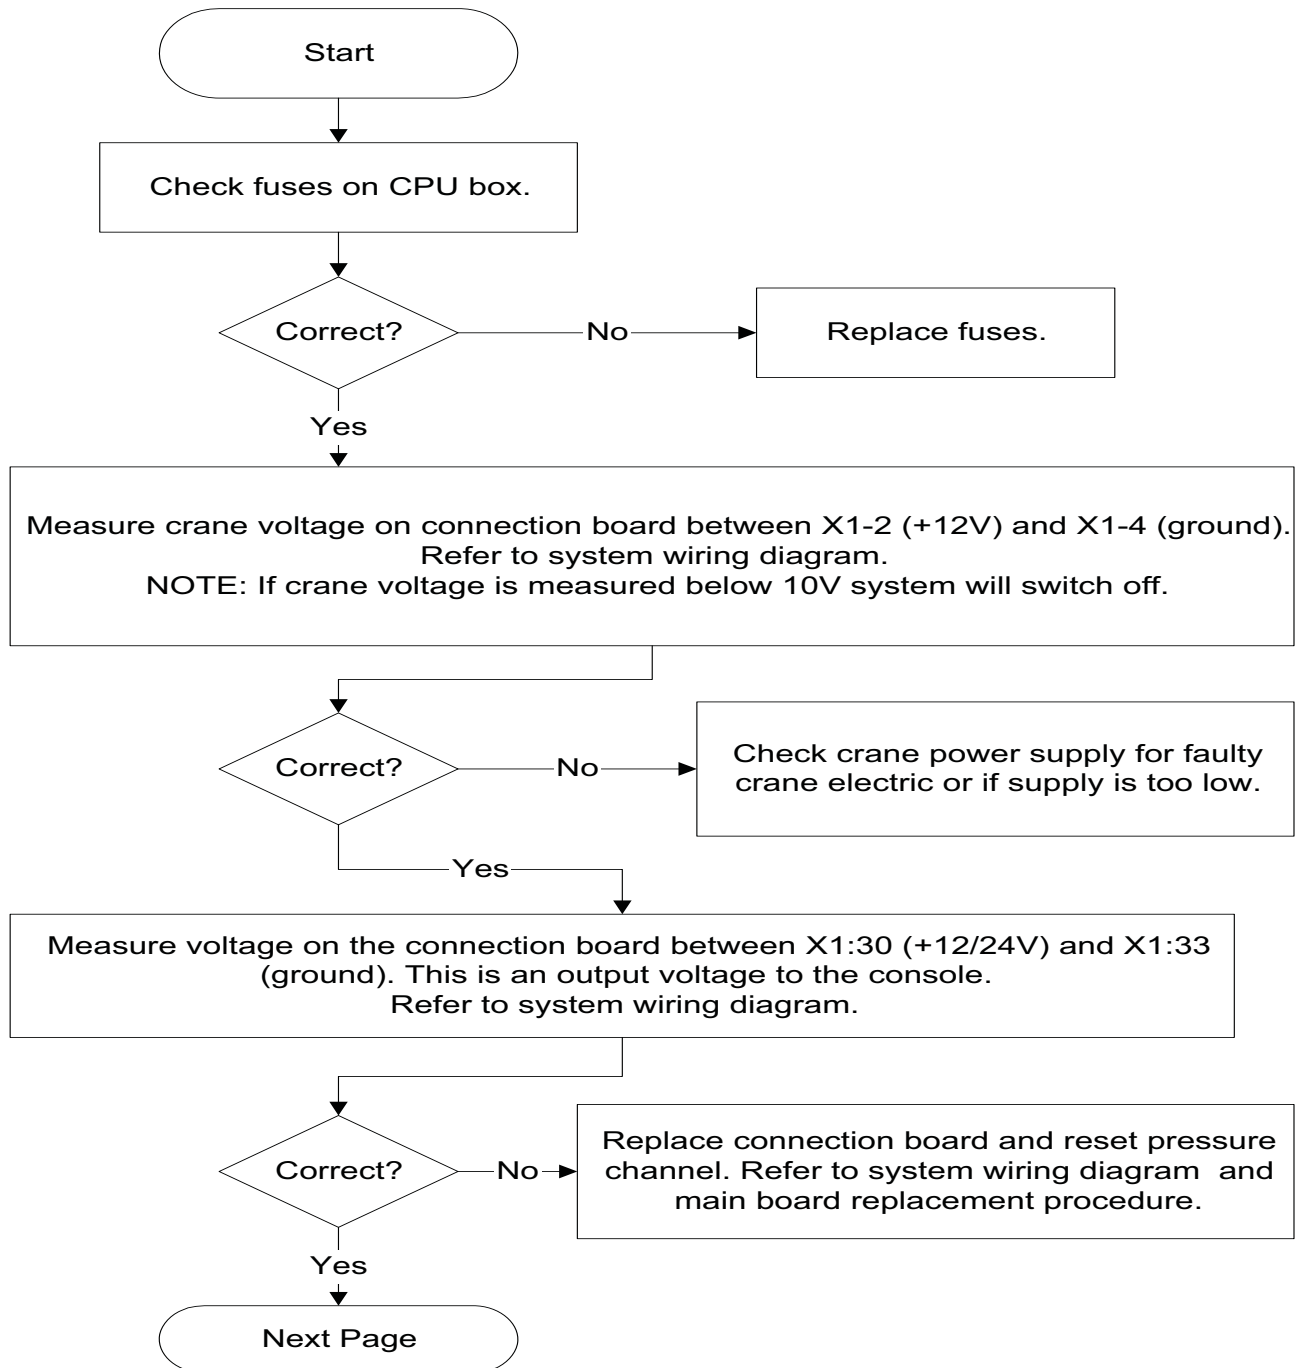 Start
Check fuses on CPU box.
Correct?
No
Replace fuses.
Yes
Measure crane voltage on connection board between X1-2 (+12V) and X1-4 (ground).
Refer to system wiring diagram.
NOTE: If crane voltage is measured below 10V system will switch off.
Correct?
No
Check crane power supply for faulty
crane electric or if supply is too low.
Yes
Measure voltage on the connection board between X1:30 (+12/24V) and X1:33
(ground). This is an output voltage to the console.
Refer to system wiring diagram.
Correct?
No
Replace connection board and reset pressure
channel. Refer to system wiring diagram and
main board replacement procedure.
Yes
Next Page